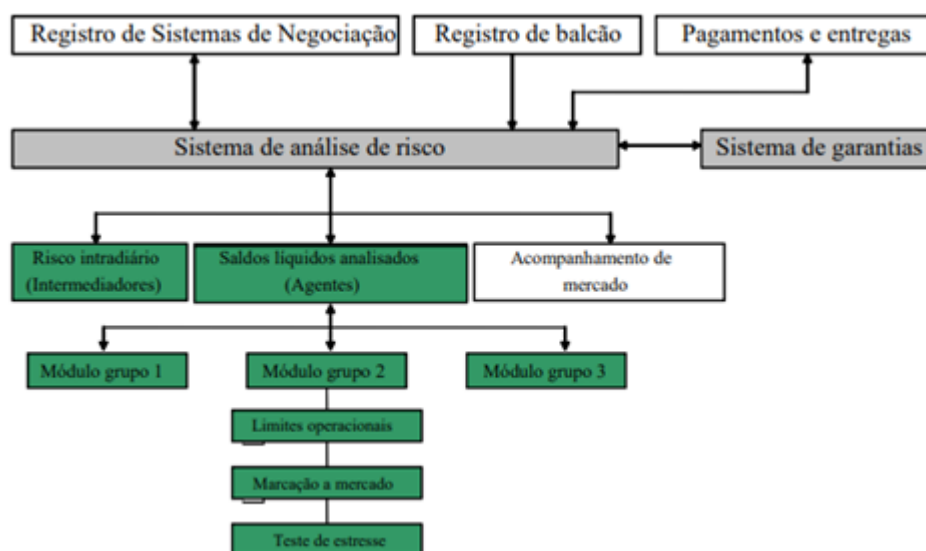 Registro de Sistemas de Negociação
Registro de balcão
Pagamentos e entregas
Sistema de análise de risco
Sistema de garantias
Risco intradiário
(Intermediadores)
Saldos líquidos analisados
(Agentes)
Acompanhamento de
mercado
Módulo grupo 1
Módulo grupo 2
Módulo grupo 3
Limites operacionais
Marcação a mercado
Teste de estresse